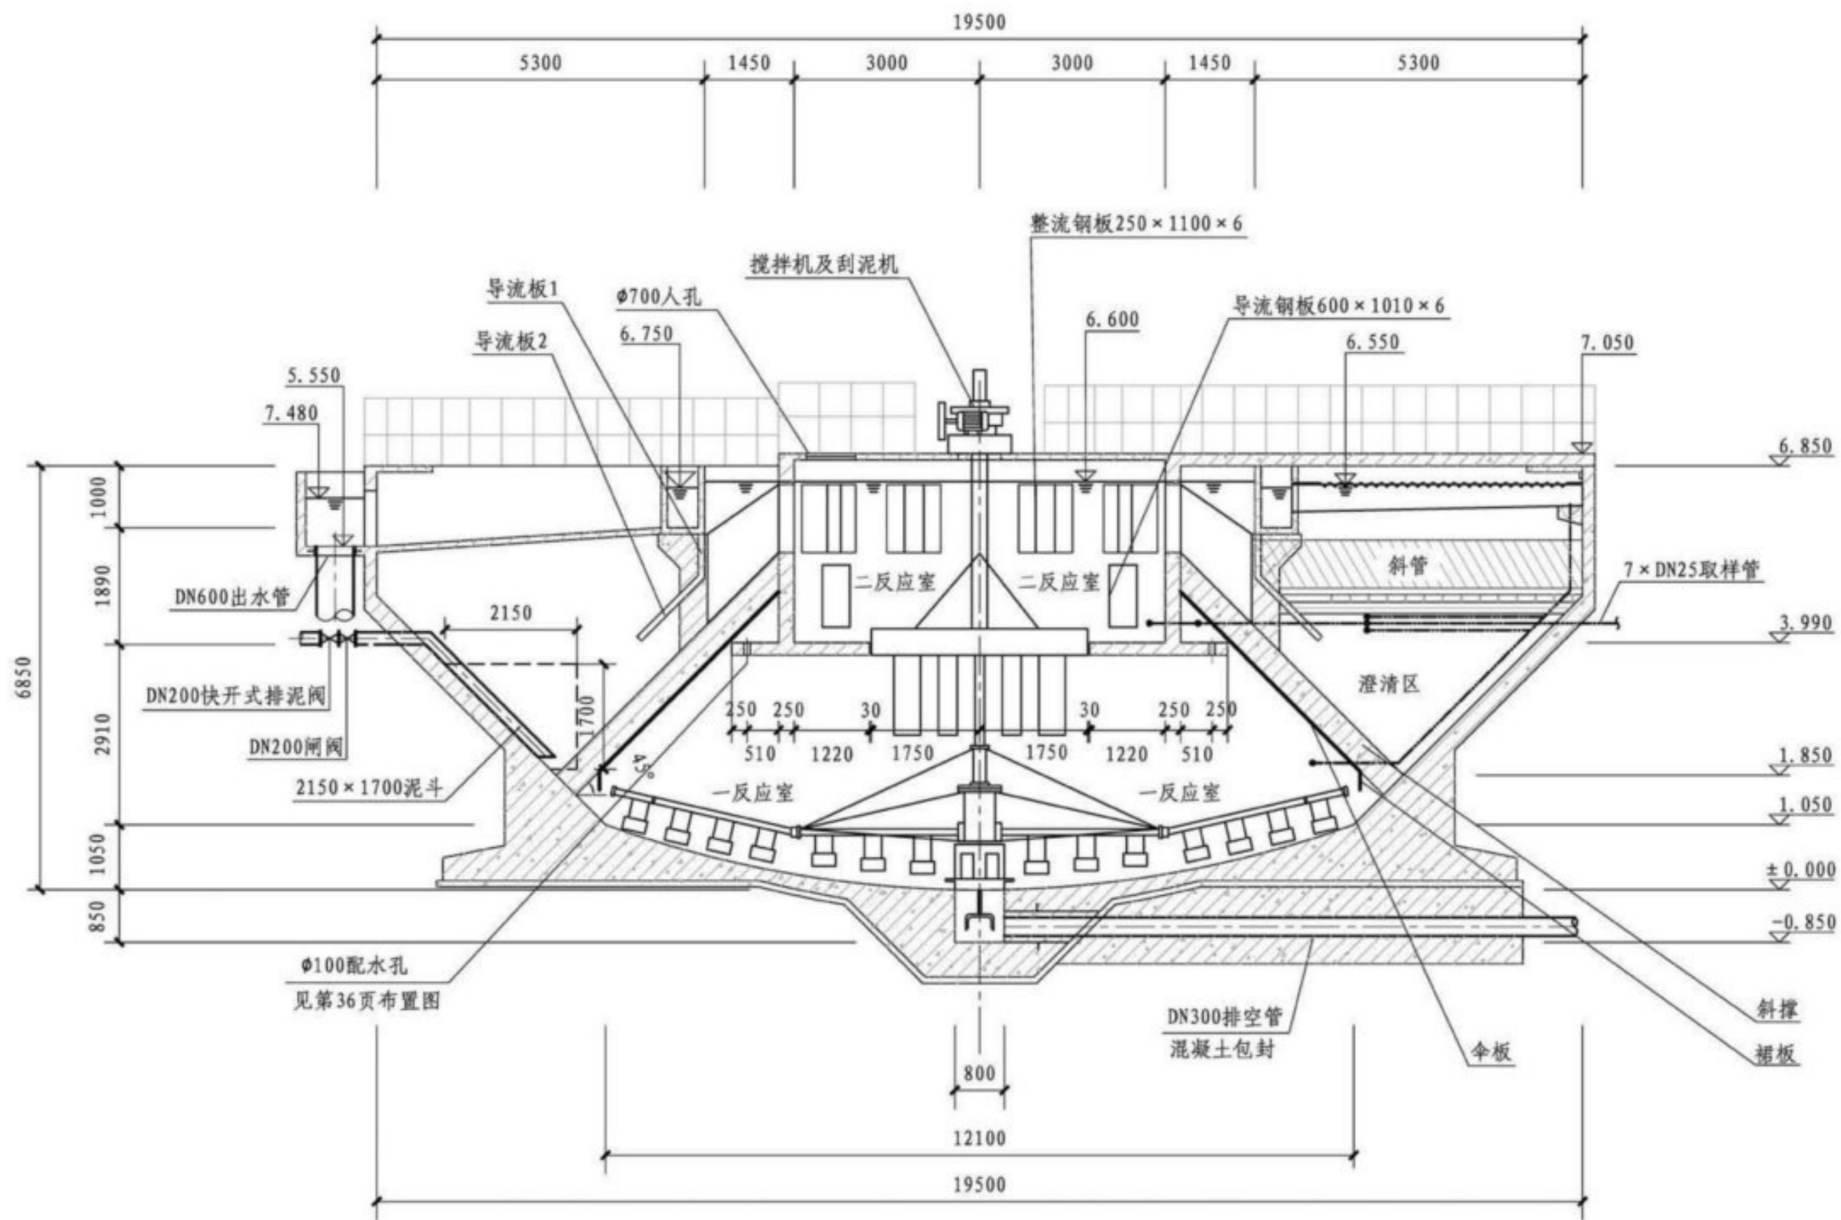 19500
5300 1450 3000 3000 1450 5300
整流钢板250×1100×6
搅拌机及刮泥机
导流板1
φ700人孔
导流钢板600×1010×6
导流板2
6.750
6.600
6.550
7.050
5.550
7.480
6.850
1000
二反应室 二反应室
斜管
7×DN25取样管
DN600出水管
1890
2150
3.990
6850
DN200快开式排泥阀
1700
澄清区
250 250 30 30 250 250
510 1220 1750 1750 1220 510
2910
DN200闸阀
45°
1.850
2150×1700泥斗
一反应室 一反应室
1.050
1050
±0.000
850
-0.850
φ100配水孔
见第36页布置图
DN300排空管
混凝土包封
斜撑
伞板
裙板
800
12100
19500